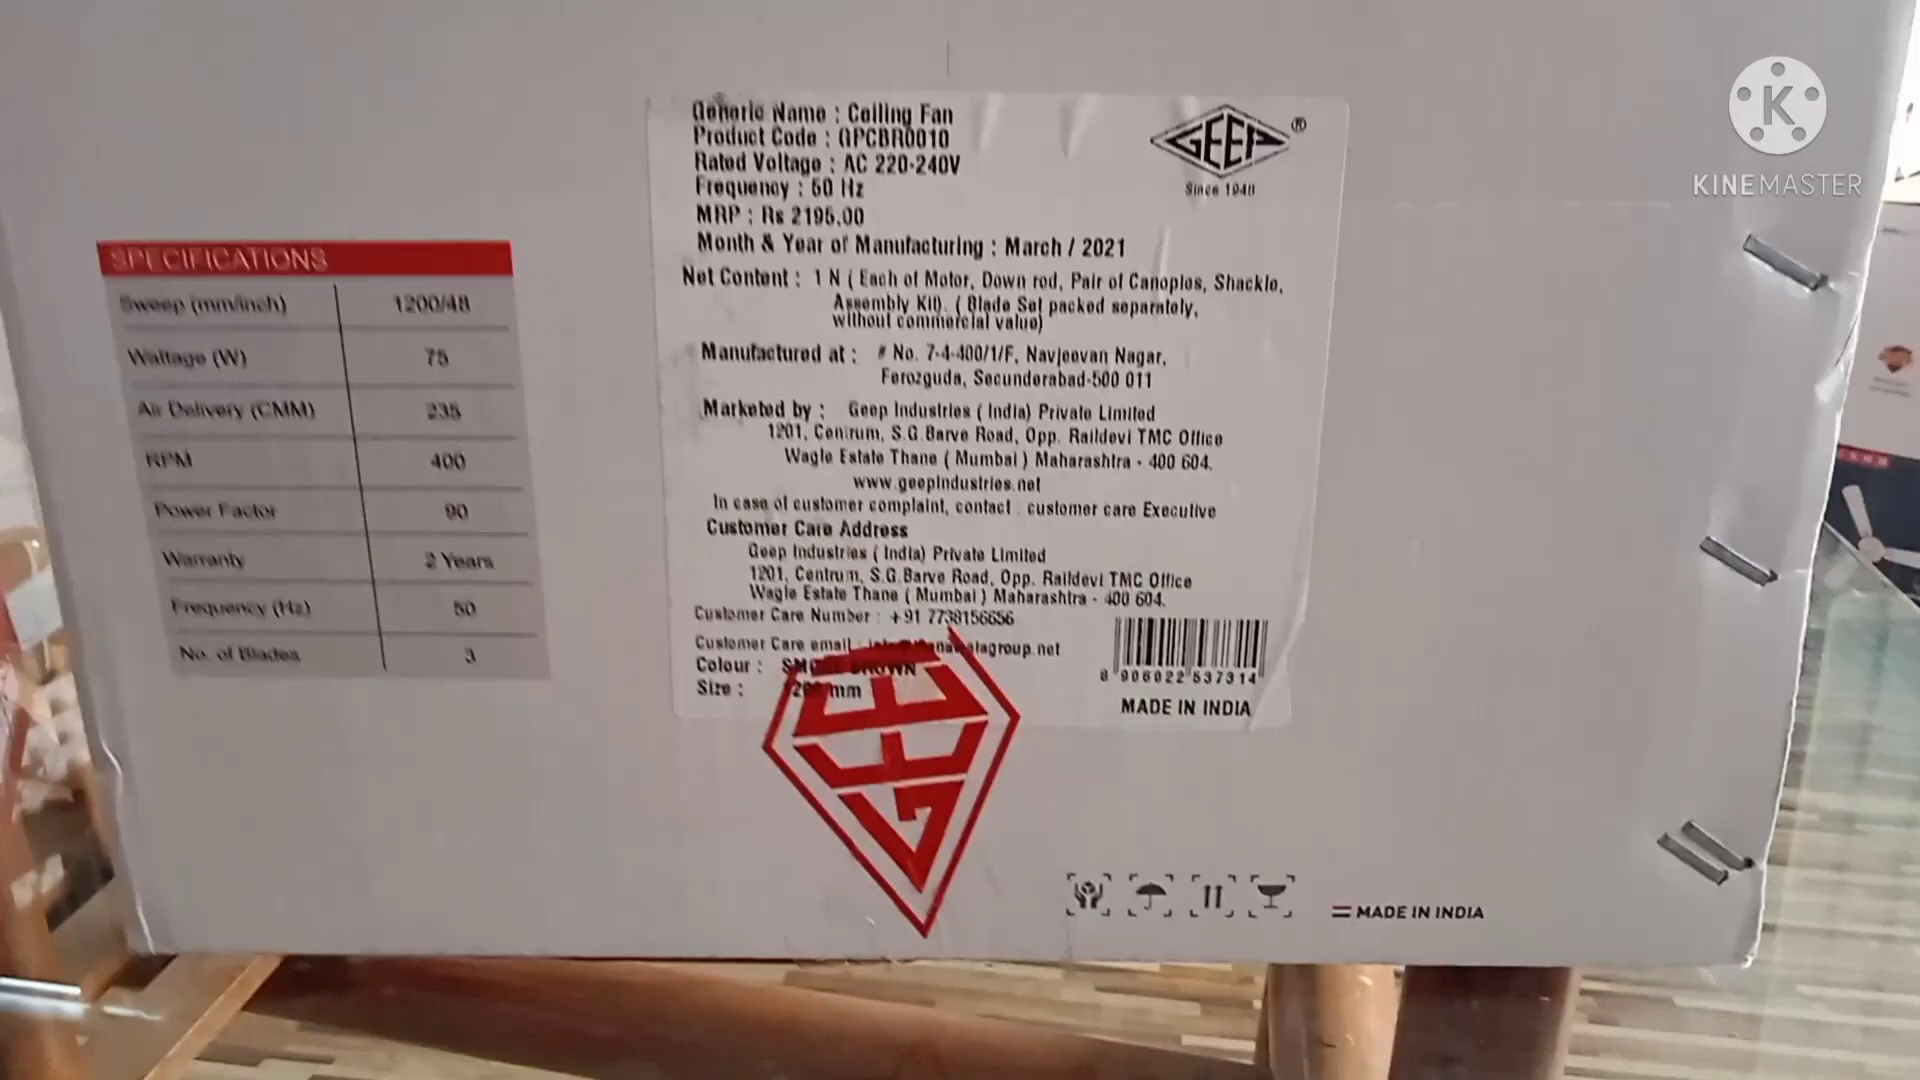 SPECIFICATIONS
Sweep (mm/inch) 1200/48
Wattage (W) 75
Air Delivery (CMM) 235
RPM 400
Power Factor 90
Warranty 2 Years
Frequency (Hz) 50
No. of Blades 3
Generic Name : Ceiling Fan
Product Code : GPCBR0010
Rated Voltage : AC 220-240V
Frequency : 50 Hz
MRP : Rs 2195.00
Month & Year of Manufacturing : March / 2021
Net Content : 1 N ( Each of Motor, Down rod, Pair of Canopies, Shackle,
Assembly Kit). ( Blade Set packed separately,
without commercial value)
Manufactured at : # No. 7-4-400/1/F, Navjeevan Nagar,
Ferozguda, Secunderabad-500 011
Marketed by : Geep Industries ( India) Private Limited
1201, Centrum, S.G.Barve Road, Opp. Raildevi TMC Office
Wagle Estate Thane ( Mumbai ) Maharashtra - 400 604.
www.geepindustries.net
In case of customer complaint, contact : customer care Executive
Customer Care Address
Geep Industries ( India) Private Limited
1201, Centrum, S.G.Barve Road, Opp. Raildevi TMC Office
Wagle Estate Thane ( Mumbai ) Maharashtra - 400 604.
Customer Care Number : +91 7738156656
Customer Care email :
Colour : BROWN
Size : 1200 mm
GEEP ®
Since 1940
8 906022 537314
MADE IN INDIA
GEEP
MADE IN INDIA
K
KINEMASTER